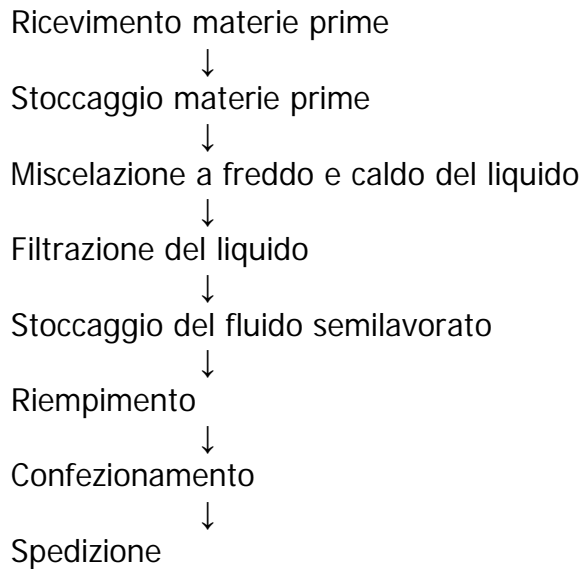 Ricevimento materie prime
↓
Stoccaggio materie prime
↓
Miscelazione a freddo e caldo del liquido
↓
Filtrazione del liquido
↓
Stoccaggio del fluido semilavorato
↓
Riempimento
↓
Confezionamento
↓
Spedizione